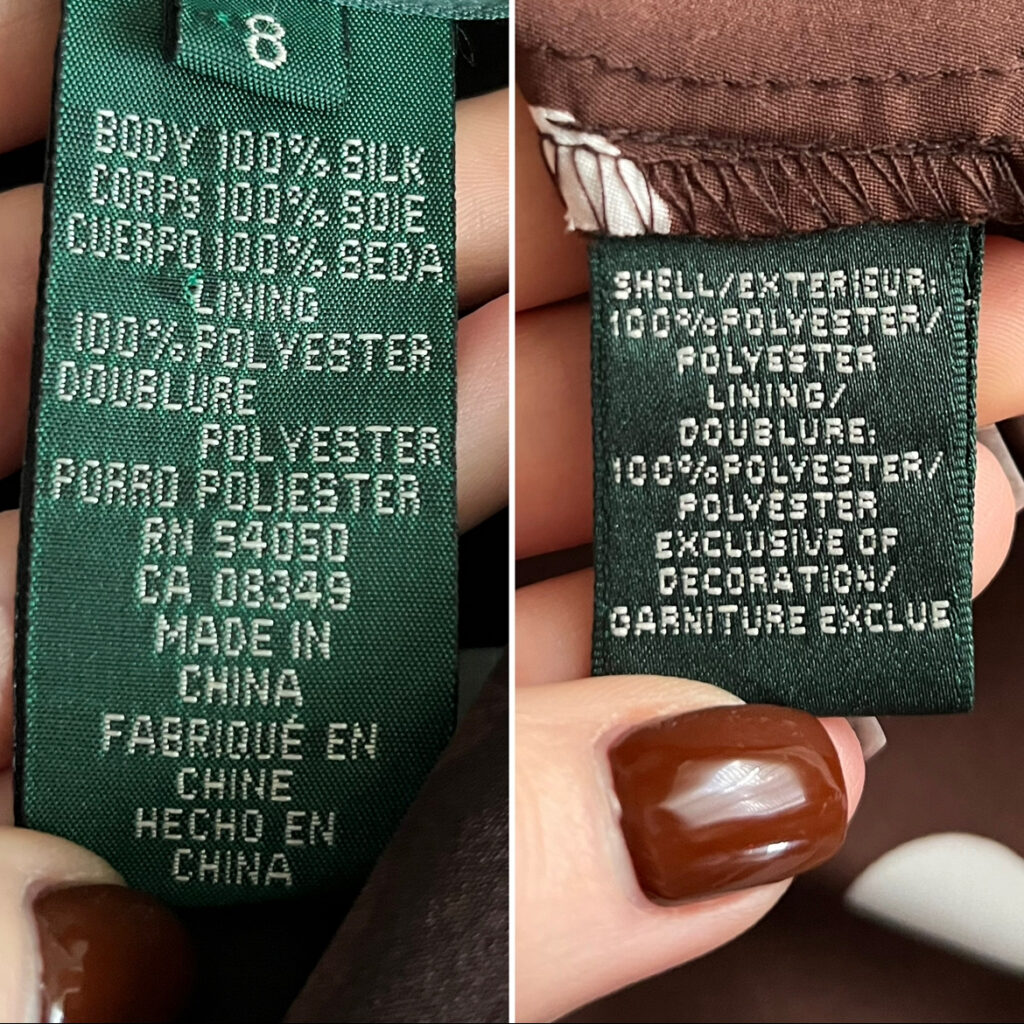 8
BODY 100% SILK
CORPS 100% SOIE
CUERPO 100% SEDA
LINING
100% POLYESTER
DOUBLURE
POLYESTER
FORRO POLIESTER
RN 54050
CA 08349
MADE IN
CHINA
FABRIQUÉ EN
CHINE
HECHO EN
CHINA
SHELL/EXTERIEUR:
100%POLYESTER/
POLYESTER
LINING/
DOUBLURE:
100%POLYESTER/
POLYESTER
EXCLUSIVE OF
DECORATION/
GARNITURE EXCLUE